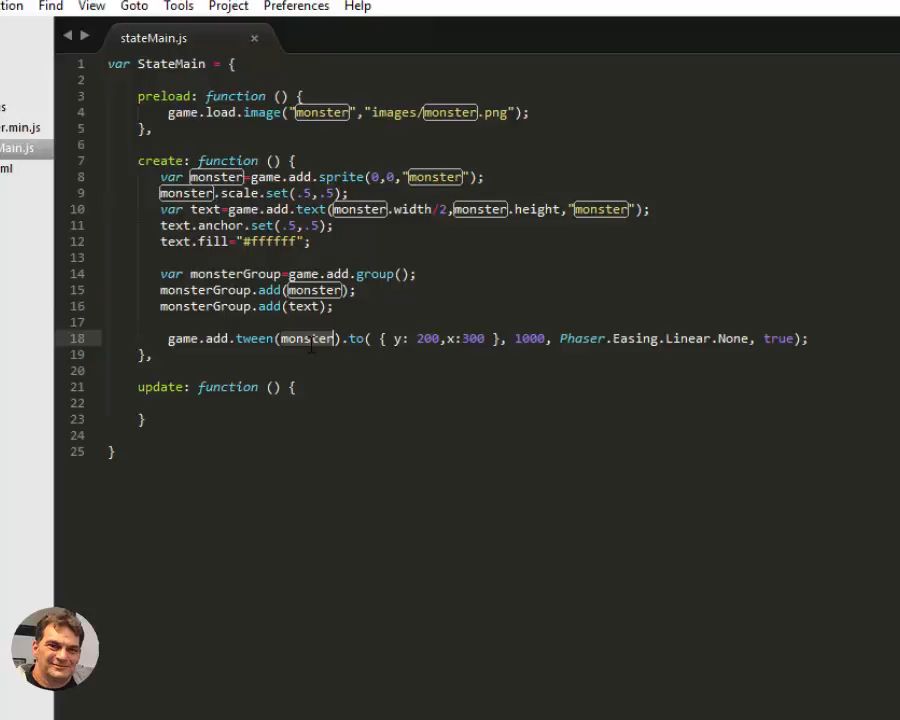 ction Find View Goto Tools Project Preferences Help
stateMain.js ×
s
r.min.js
Main.js
ml
1 var StateMain = {
2
3 preload: function () {
4 game.load.image("monster","images/monster.png");
5 },
6
7 create: function () {
8 var monster=game.add.sprite(0,0,"monster");
9 monster.scale.set(.5,.5);
10 var text=game.add.text(monster.width/2,monster.height,"monster");
11 text.anchor.set(.5,.5);
12 text.fill="#ffffff";
13
14 var monsterGroup=game.add.group();
15 monsterGroup.add(monster);
16 monsterGroup.add(text);
17
18 game.add.tween(monster).to( { y: 200,x:300 }, 1000, Phaser.Easing.Linear.None, true);
19 },
20
21 update: function () {
22
23 }
24
25 }